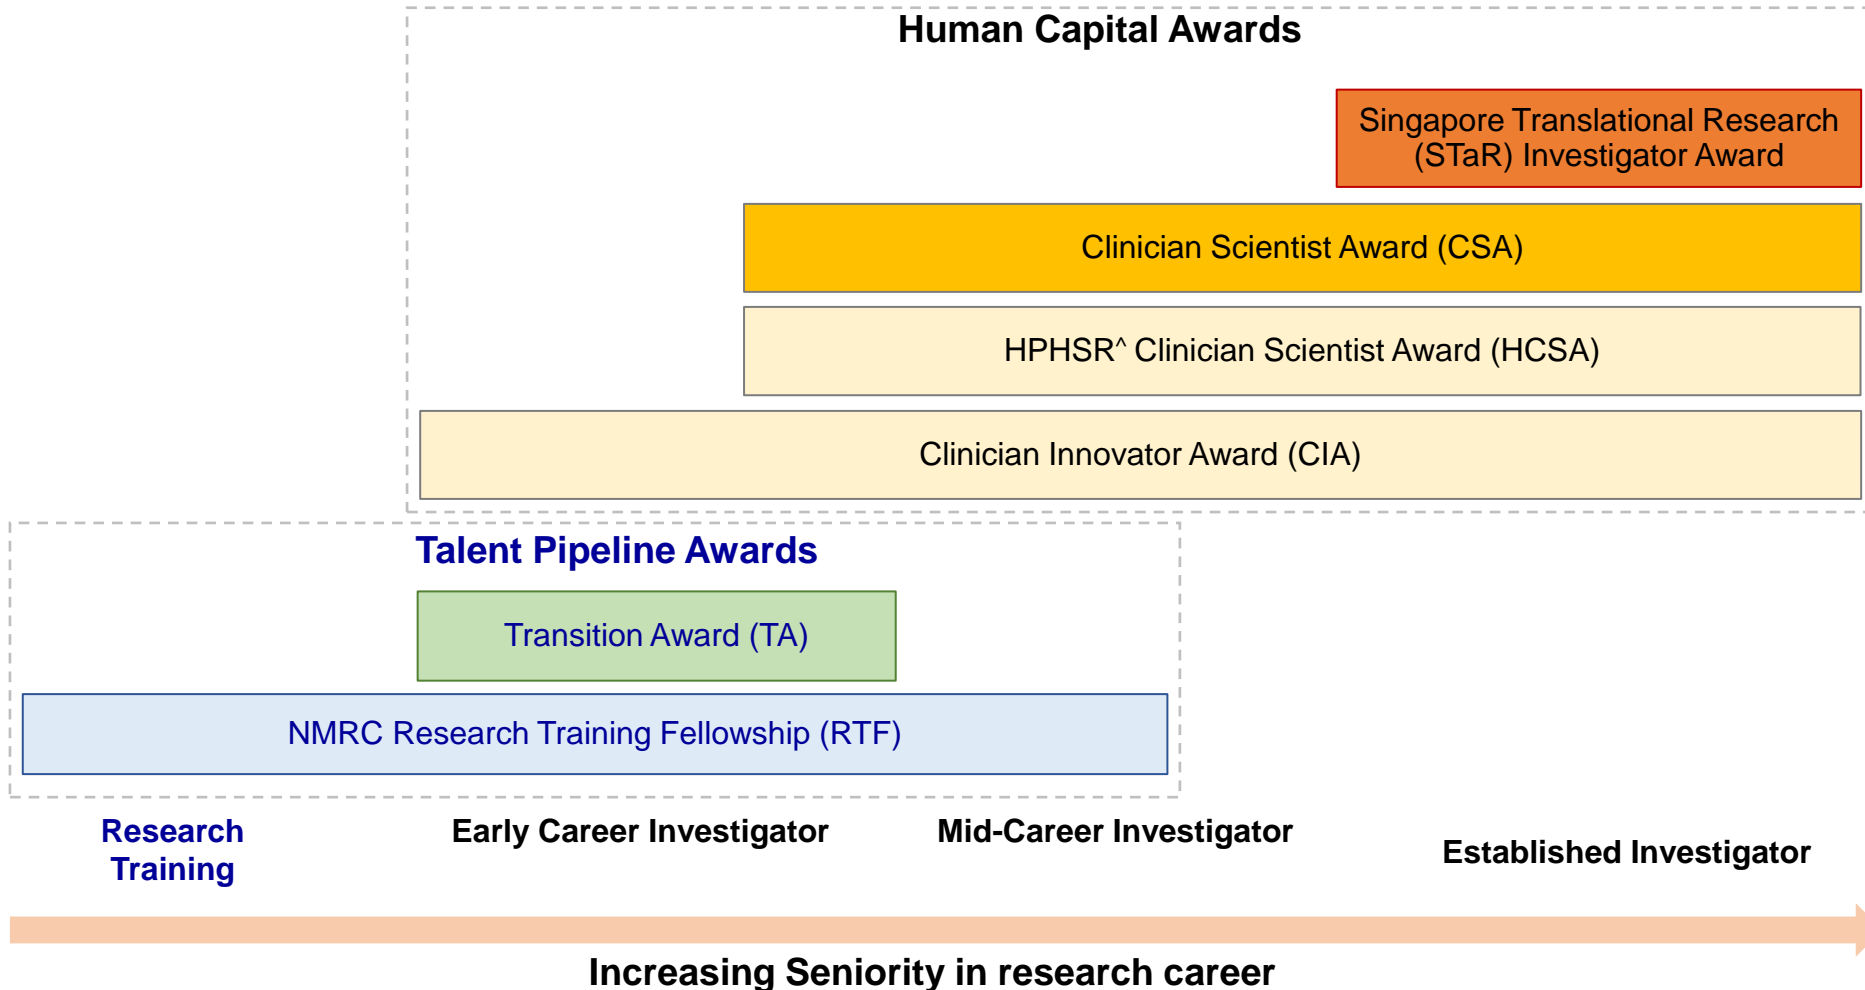 Human Capital Awards
Singapore Translational Research
(STaR) Investigator Award
Clinician Scientist Award (CSA)
HPHSR^ Clinician Scientist Award (HCSA)
Clinician Innovator Award (CIA)
Talent Pipeline Awards
Transition Award (TA)
NMRC Research Training Fellowship (RTF)
Research
Training
Early Career Investigator
Mid-Career Investigator
Established Investigator
Increasing Seniority in research career